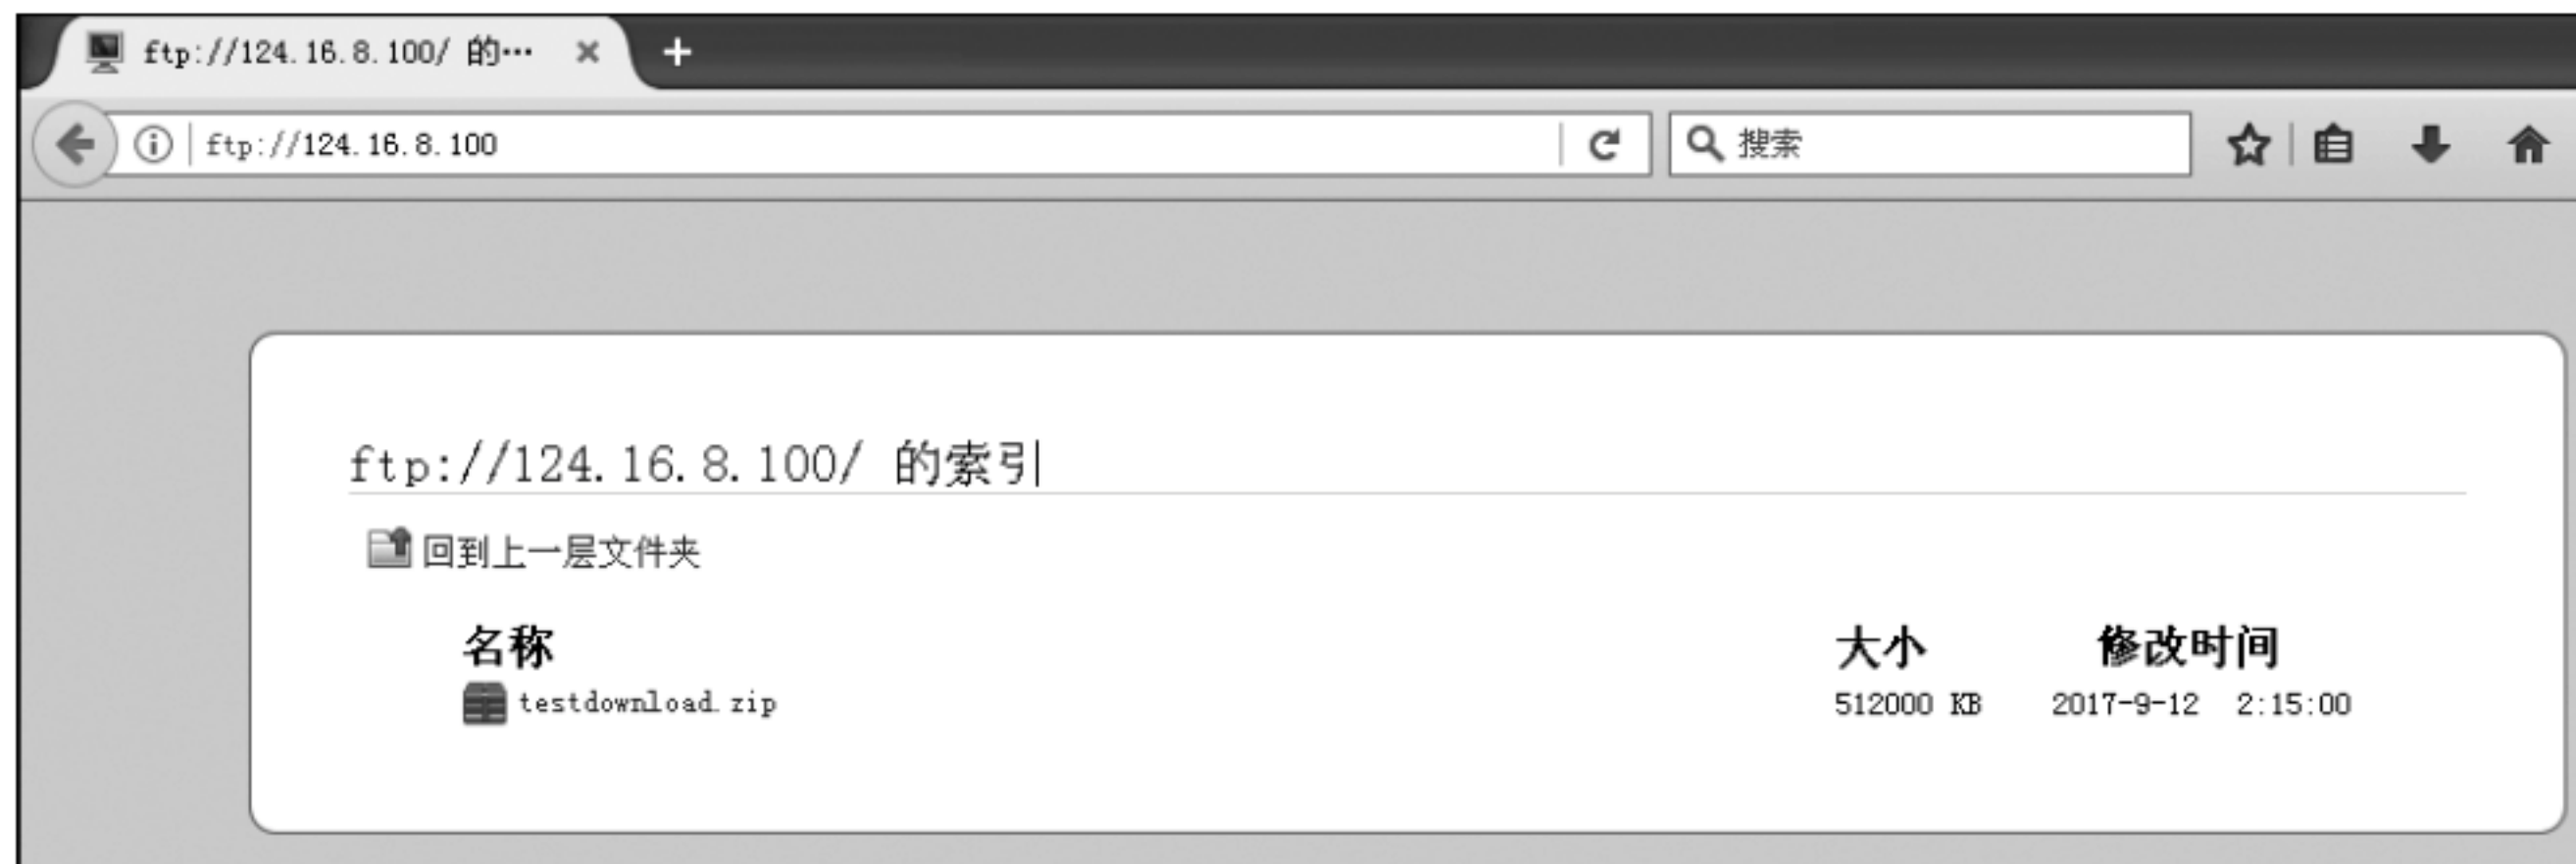 ftp://124.16.8.100/ 的…
ftp://124.16.8.100
搜索
ftp://124.16.8.100/ 的索引
回到上一层文件夹
名称 大小 修改时间
testdownload.zip 512000 KB 2017-9-12 2:15:00